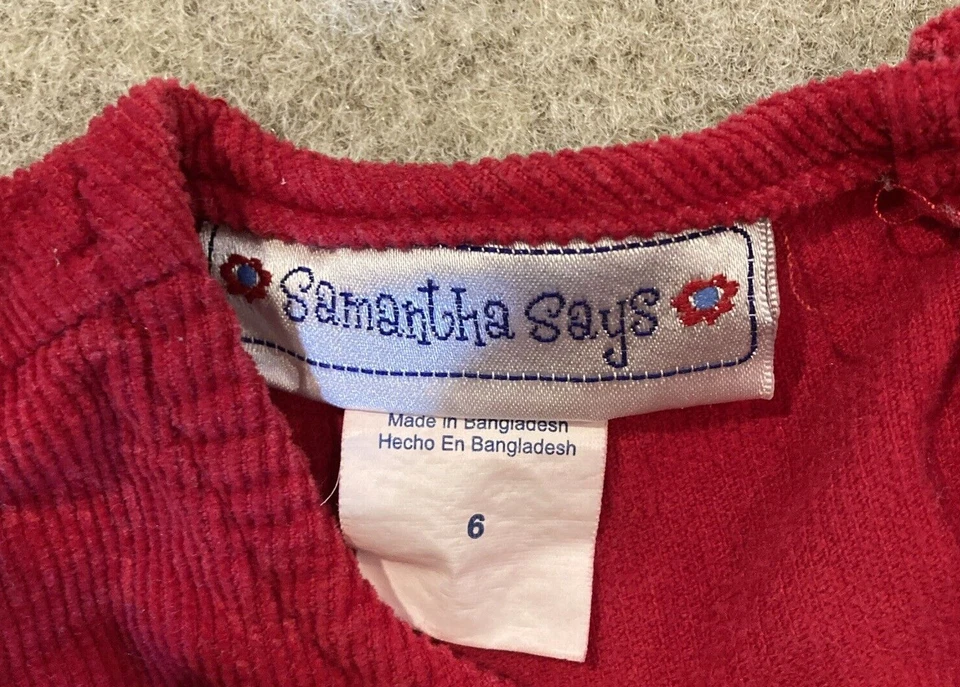 Samantha Says
Made in Bangladesh
Hecho En Bangladesh
6